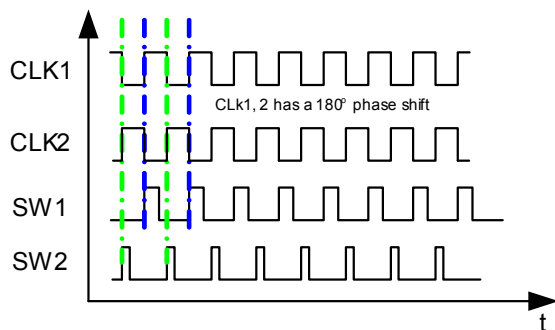 CLK1
CLk1, 2 has a 180° phase shift
CLK2
SW1
SW2
t